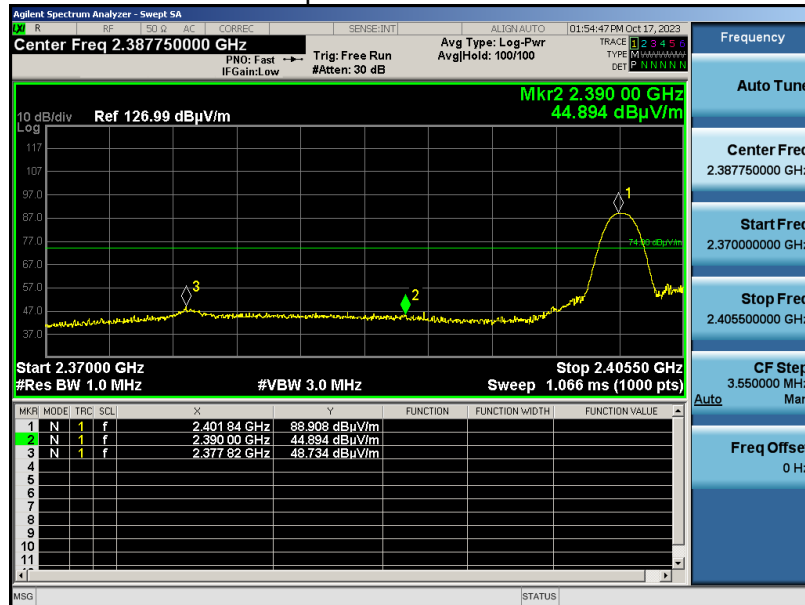 Agilent Spectrum Analyzer - Swept SA
LXI R RF 50 Ω AC CORREC SENSE:INT ALIGN AUTO 01:54:47 PM Oct 17, 2023
Center Freq 2.387750000 GHz
PNO: Fast
IFGain:Low
Trig: Free Run
#Atten: 30 dB
Avg Type: Log-Pwr
Avg|Hold: 100/100
TRACE 1 2 3 4 5 6
TYPE M W W W W W
DET P N N N N N
Mkr2 2.390 00 GHz
44.894 dBµV/m
10 dB/div Ref 126.99 dBµV/m
Log
117
107
97.0
87.0
77.0
67.0
57.0
47.0
37.0
1
74.00 dBµV/m
3
2
Start 2.37000 GHz Stop 2.40550 GHz
#Res BW 1.0 MHz #VBW 3.0 MHz Sweep 1.066 ms (1000 pts)
MKR MODE TRC SCL X Y FUNCTION FUNCTION WIDTH FUNCTION VALUE
1 N 1 f 2.401 84 GHz 88.908 dBµV/m
2 N 1 f 2.390 00 GHz 44.894 dBµV/m
3 N 1 f 2.377 82 GHz 48.734 dBµV/m
4
5
6
7
8
9
10
11
MSG STATUS
Frequency
Auto Tune
Center Freq
2.387750000 GHz
Start Freq
2.370000000 GHz
Stop Freq
2.405500000 GHz
CF Step
3.550000 MHz
Auto Man
Freq Offset
0 Hz